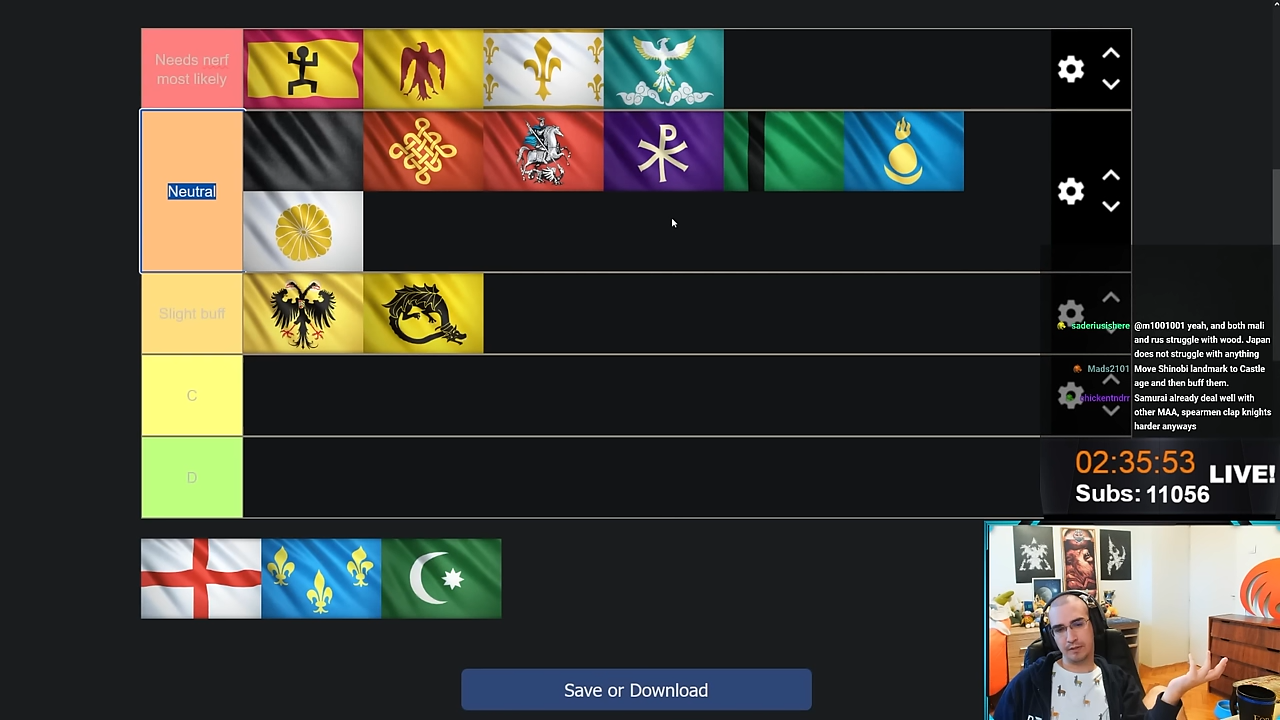 Needs nerf
most likely
Neutral
Slight buff
C
D
saderiusishere @m1001001 yeah, and both mali
and rus struggle with wood. Japan
does not struggle with anything
Mads2101 Move Shinobi landmark to Castle
age and then buff them.
chickentndrr Samurai already deal well with
other MAA, spearmen clap knights
harder anyways
02:35:53
LIVE!
Subs: 11056
Save or Download